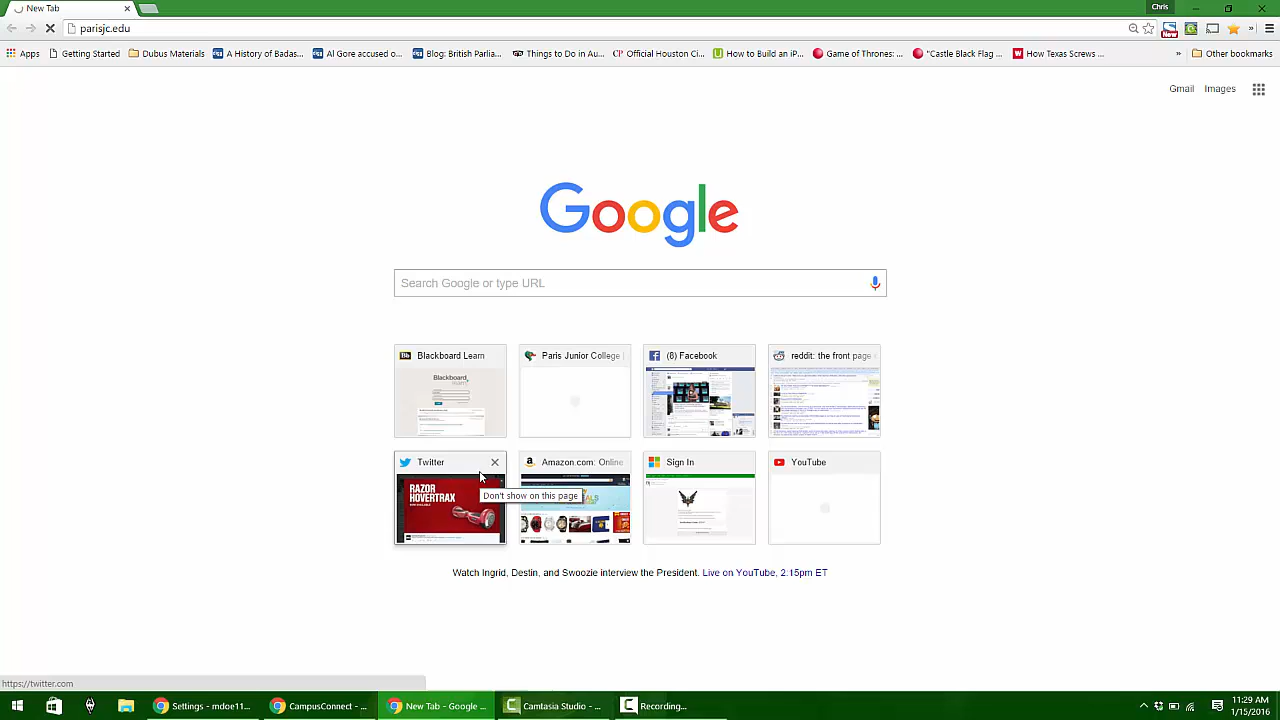 New Tab
Chris
parisjc.edu
New
Apps
Getting Started
Dubus Materials
A History of Badas...
Al Gore accused o...
Blog: British Parlia...
Things to Do in Au...
CP Official Houston Ci...
How to Build an iP...
Game of Thrones: ...
"Castle Black Flag ...
How Texas Screws ...
»
Other bookmarks
Gmail
Images
Google
Search Google or type URL
Bb Blackboard Learn
Paris Junior College |
(8) Facebook
reddit: the front page
Blackboard
learn
Twitter
Amazon.com: Online
Sign In
YouTube
RAZOR
HOVERTRAX
Don't show on this page
Watch Ingrid, Destin, and Swoozie interview the President. Live on YouTube, 2:15pm ET
https://twitter.com
Settings - mdoe11...
CampusConnect - ...
New Tab - Google ...
Camtasia Studio - ...
Recording...
11:29 AM
1/15/2016